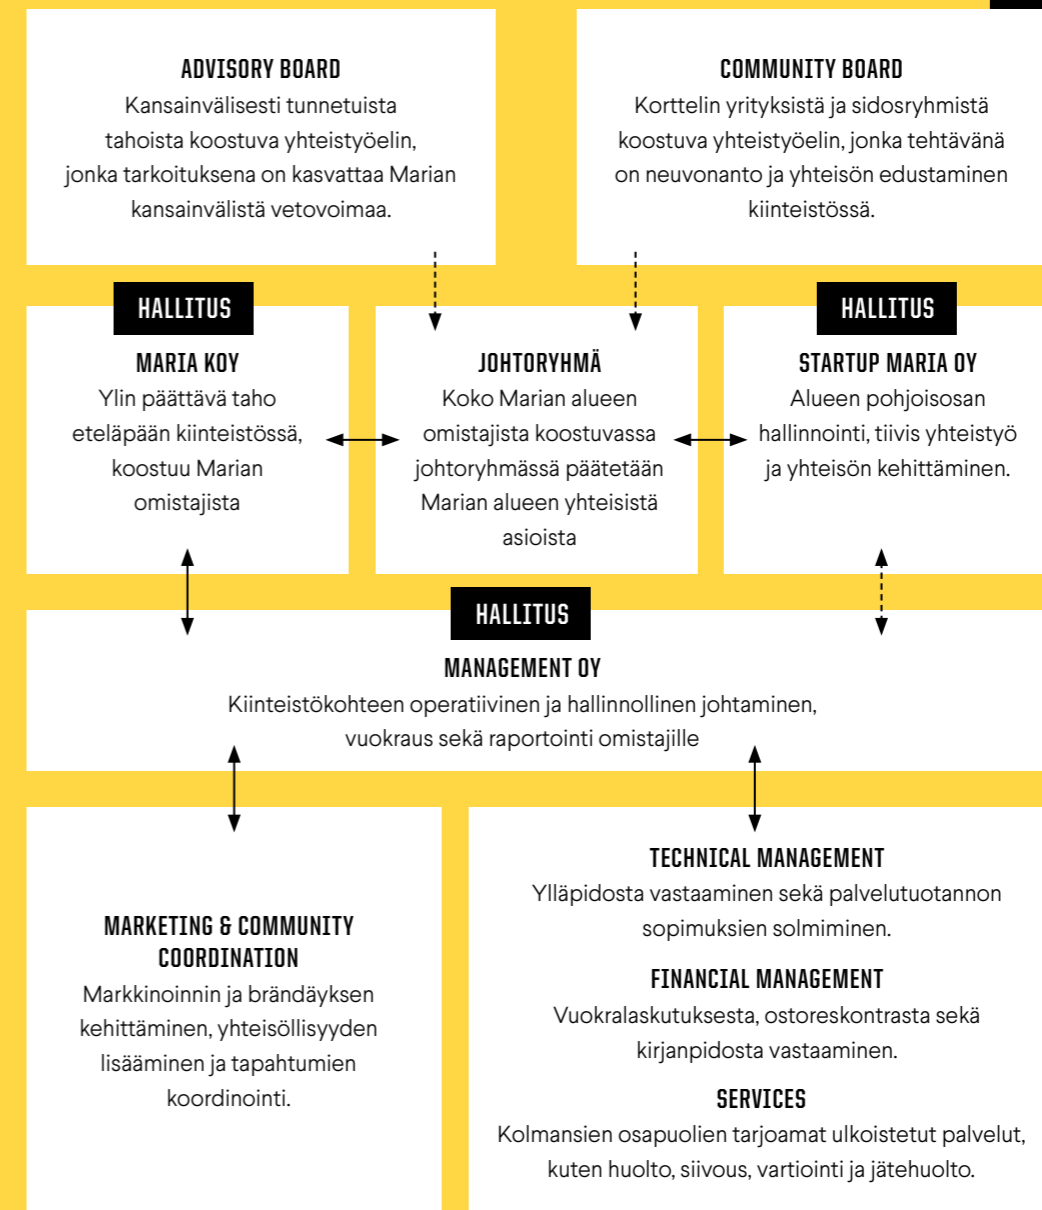 ADVISORY BOARD
Kansainvälisesti tunnetuista
tahoista koostuva yhteistyöelin,
jonka tarkoituksena on kasvattaa Marian
kansainvälistä vetovoimaa.
COMMUNITY BOARD
Korttelin yrityksistä ja sidosryhmistä
koostuva yhteistyöelin, jonka tehtävänä
on neuvonanto ja yhteisön edustaminen
kiinteistössä.
HALLITUS
MARIA KOY
Ylin päättävä taho
eteläpään kiinteistössä,
koostuu Marian
omistajista
JOHTORYHMÄ
Koko Marian alueen
omistajista koostuvassa
johtoryhmässä päätetään
Marian alueen yhteisistä
asioista
HALLITUS
STARTUP MARIA OY
Alueen pohjoisosan
hallinnointi, tiivis yhteistyö
ja yhteisön kehittäminen.
HALLITUS
MANAGEMENT OY
Kiinteistökohteen operatiivinen ja hallinnollinen johtaminen,
vuokraus sekä raportointi omistajille
MARKETING & COMMUNITY
COORDINATION
Markkinoinnin ja brändäyksen
kehittäminen, yhteisöllisyyden
lisääminen ja tapahtumien
koordinointi.
TECHNICAL MANAGEMENT
Ylläpidosta vastaaminen sekä palvelutuotannon
sopimuksien solmiminen.
FINANCIAL MANAGEMENT
Vuokralaskutuksesta, ostoreskontrasta sekä
kirjanpidosta vastaaminen.
SERVICES
Kolmansien osapuolien tarjoamat ulkoistetut palvelut,
kuten huolto, siivous, vartiointi ja jätehuolto.